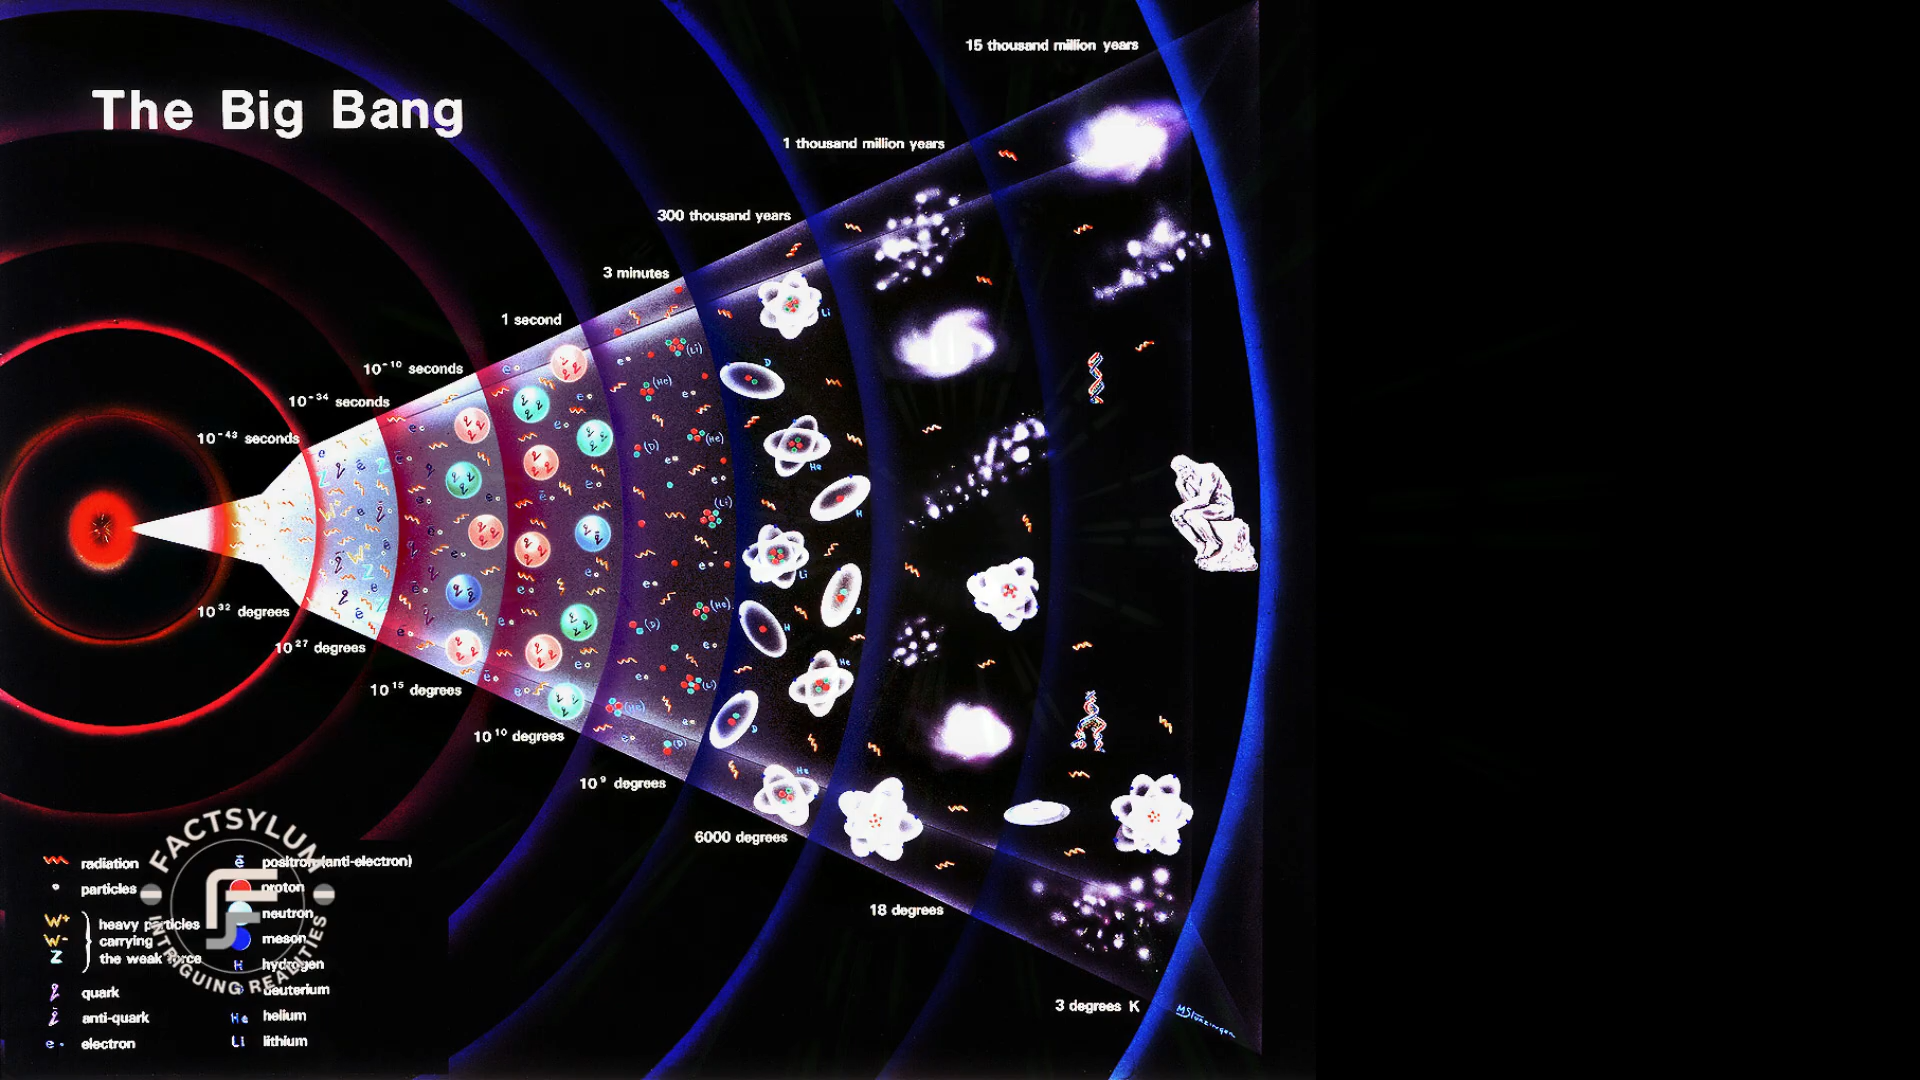 The Big Bang
15 thousand million years
1 thousand million years
300 thousand years
3 minutes
1 second
10⁻¹⁰ seconds
10⁻³⁴ seconds
10⁻⁴³ seconds
10³² degrees
10²⁷ degrees
10¹⁵ degrees
10¹⁰ degrees
10⁹ degrees
6000 degrees
18 degrees
3 degrees K
radiation
particles
W⁺
W⁻
Z
heavy particles
carrying
the weak force
q quark
q̄ anti-quark
e- electron
ē positron (anti-electron)
proton
neutron
meson
H hydrogen
deuterium
He helium
Li lithium
FACTSYLUM
INTRIGUING REALITIES